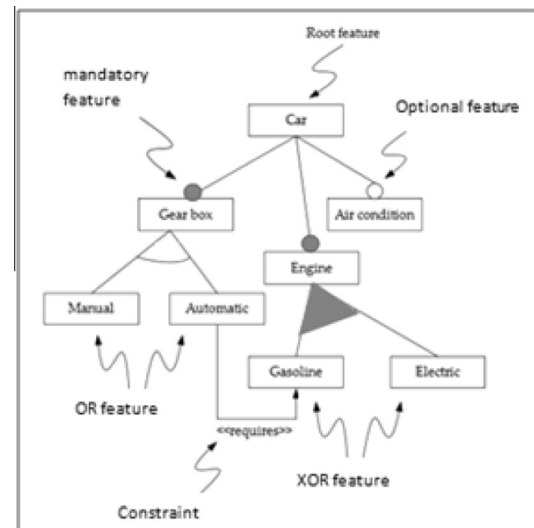 Root feature
mandatory
feature
Optional feature
Car
Gear box
Air condition
Engine
Manual
Automatic
Gasoline
Electric
OR feature
<<requires>>
XOR feature
Constraint